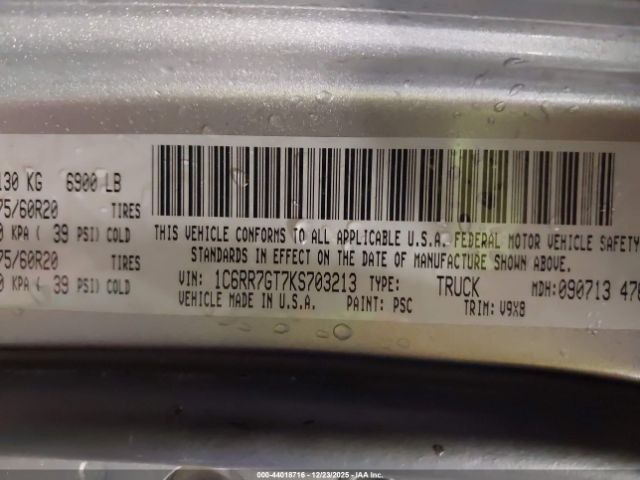 130 KG 6900 LB
75/60R20 TIRES
0 KPA ( 39 PSI) COLD
75/60R20 TIRES
0 KPA ( 39 PSI) COLD
THIS VEHICLE CONFORMS TO ALL APPLICABLE U.S.A. FEDERAL MOTOR VEHICLE SAFETY
STANDARDS IN EFFECT ON THE DATE OF MANUFACTURE SHOWN ABOVE.
VIN: 1C6RR7GT7KS703213 TYPE: TRUCK MDH:090713 478
VEHICLE MADE IN U.S.A. PAINT: PSC TRIM: V9X8
000-44018716 - 12/23/2025 - IAA Inc.